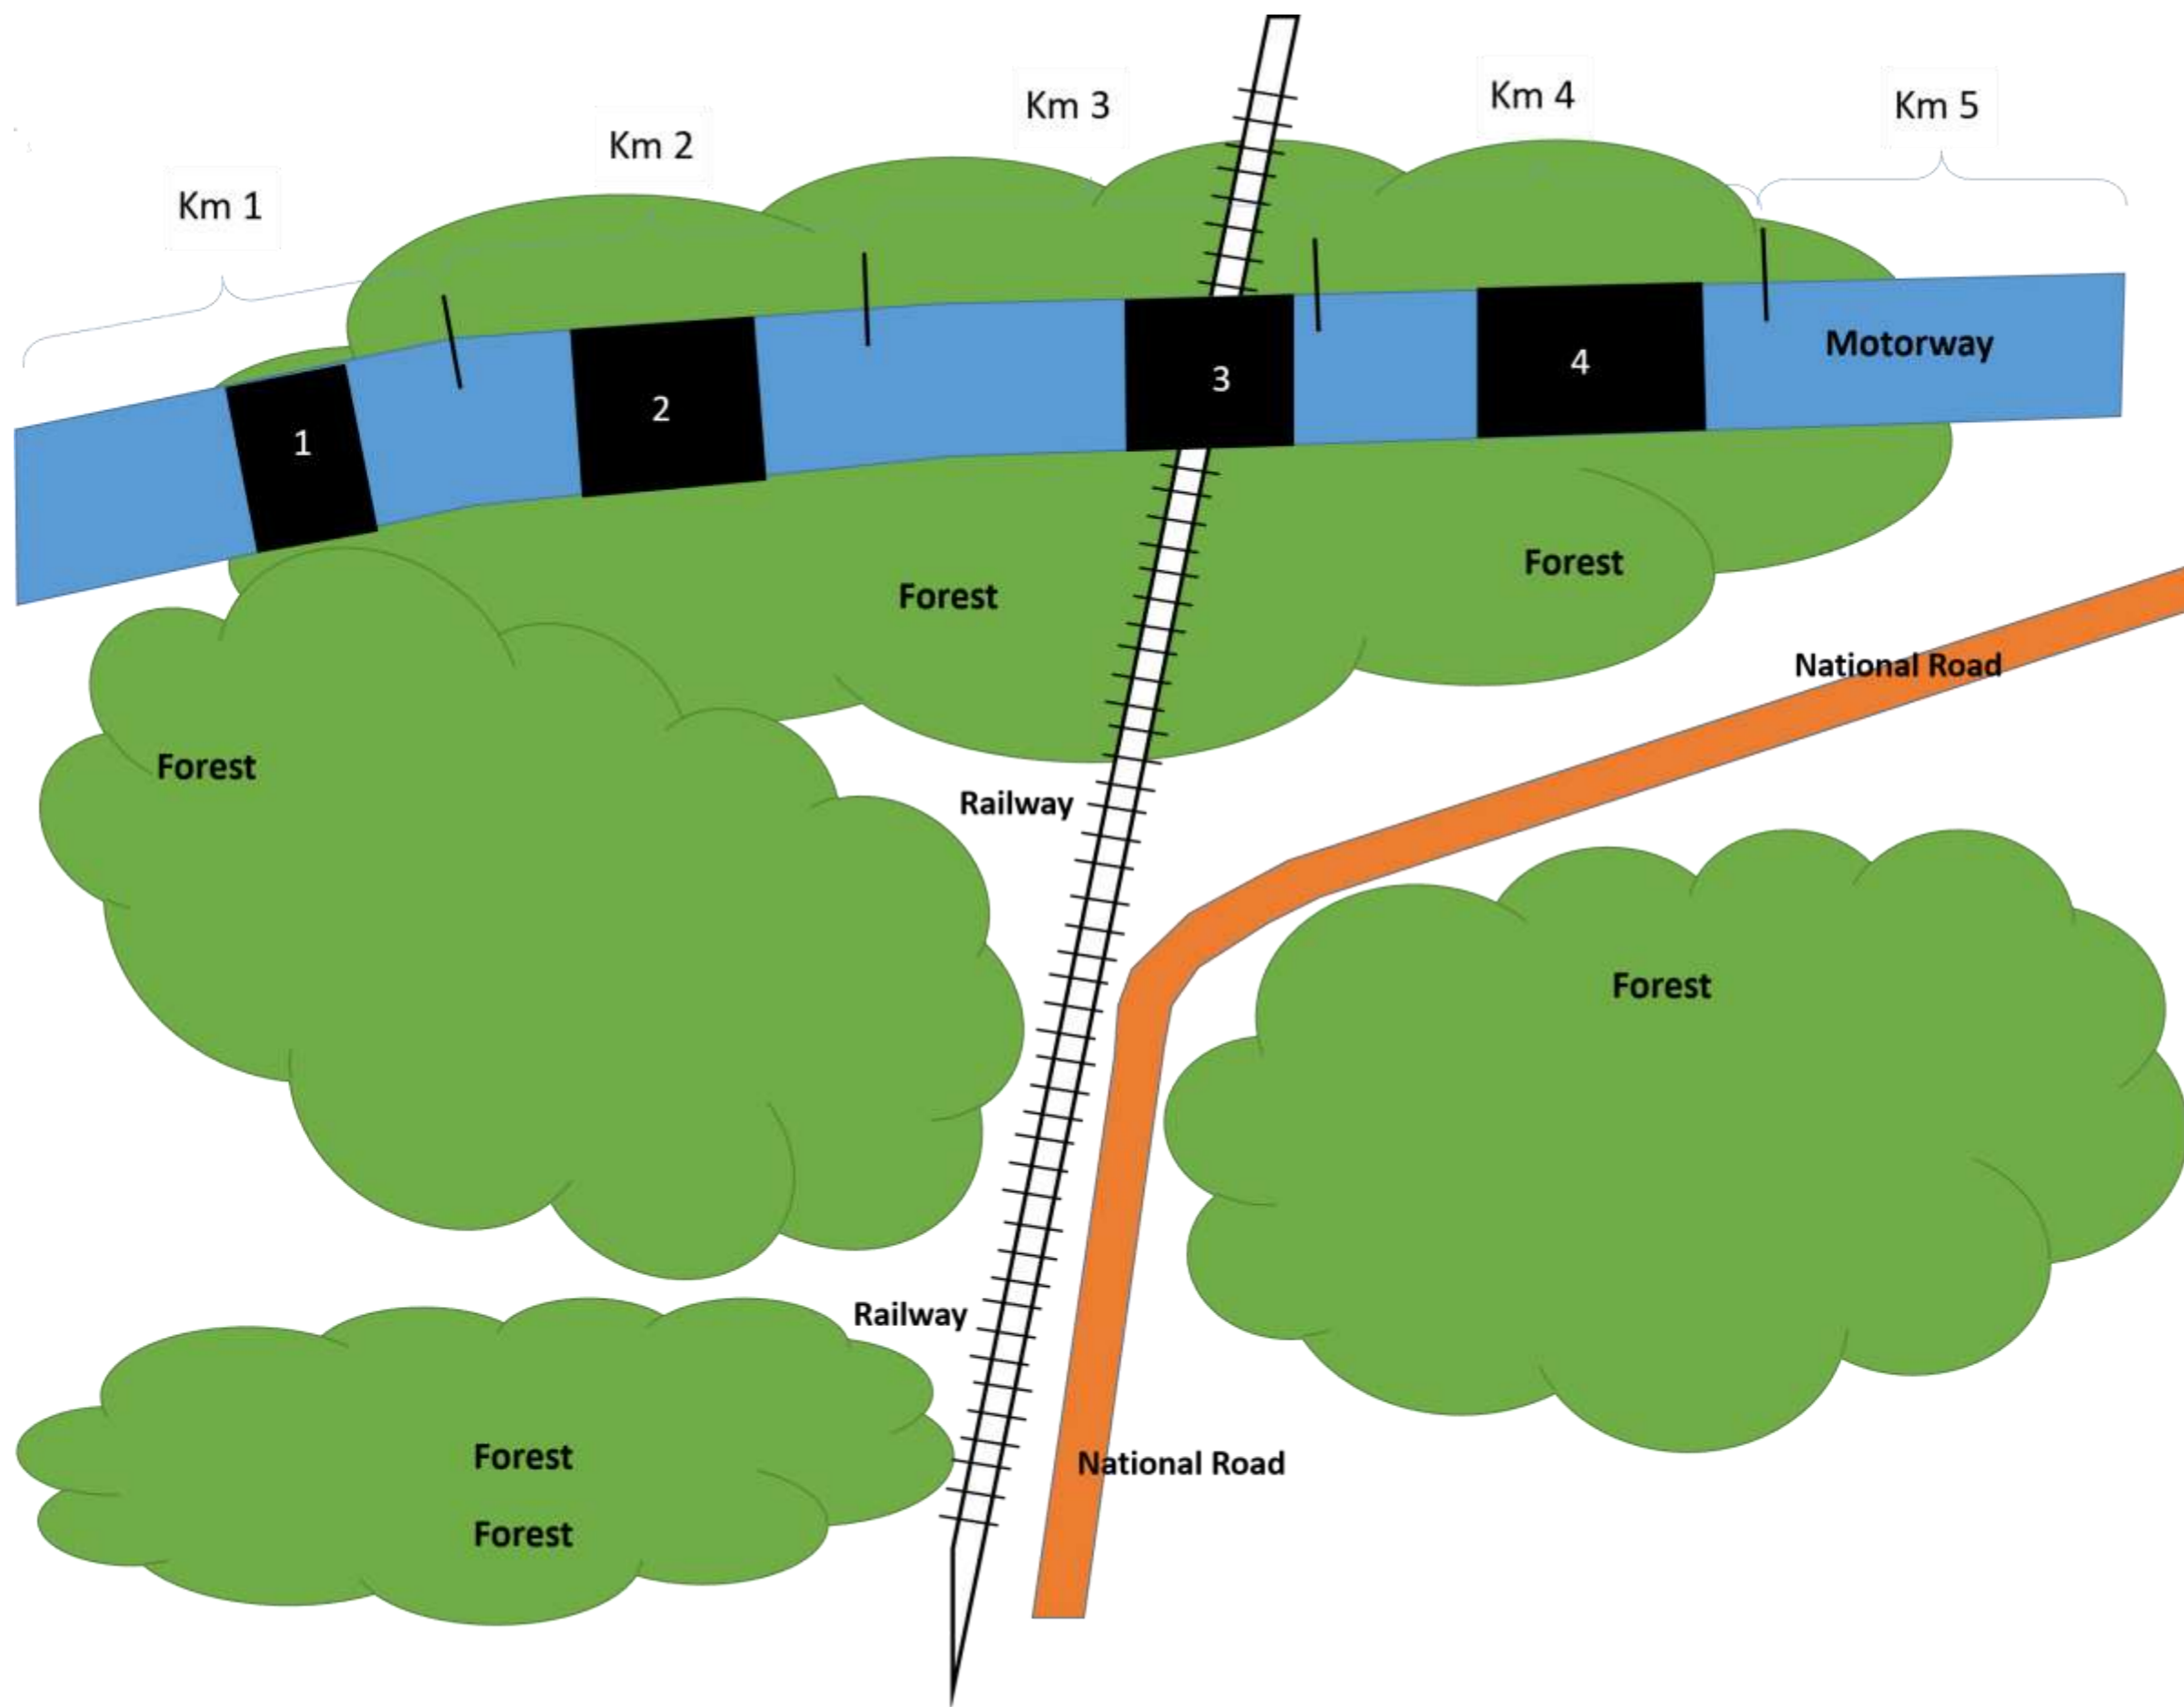 Km 1
Km 2
Km 3
Km 4
Km 5
1
2
3
4
Motorway
Forest
Forest
National Road
Forest
Railway
Forest
Railway
National Road
Forest
Forest